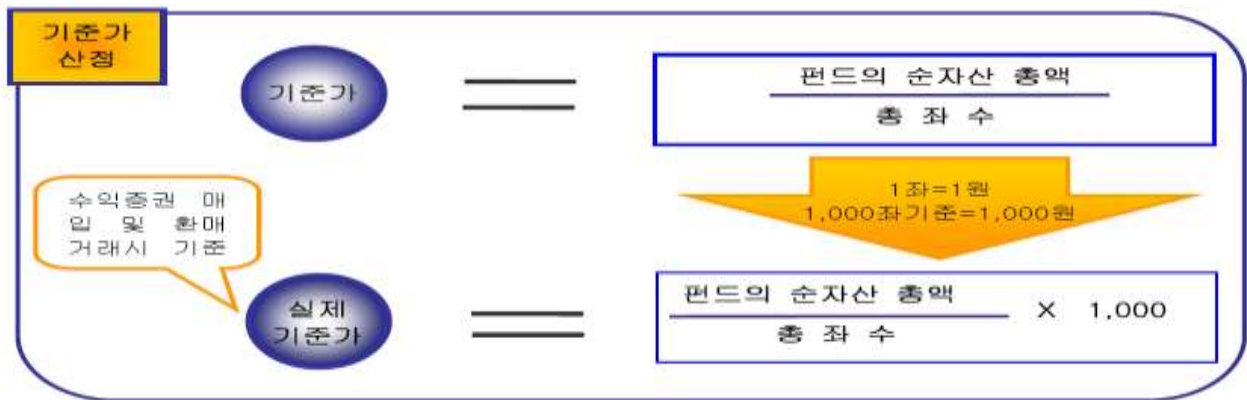 기준가
산정
기준가
펀드의 순자산 총액
총 좌 수
1좌=1원
1,000좌기준=1,000원
수익증권 매
입 및 환매
거래시 기준
실제
기준가
펀드의 순자산 총액
총 좌 수
X 1,000